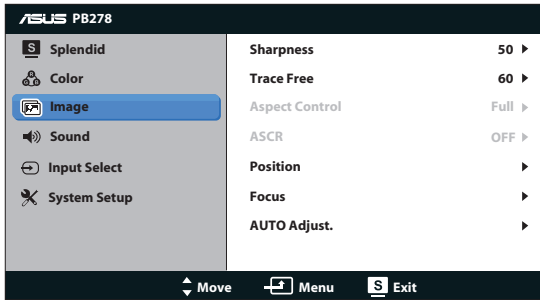 ASUS PB278
S Splendid
Color
Image
Sound
Input Select
System Setup
Sharpness 50
Trace Free 60
Aspect Control Full
ASCR OFF
Position
Focus
AUTO Adjust.
Move Menu S Exit